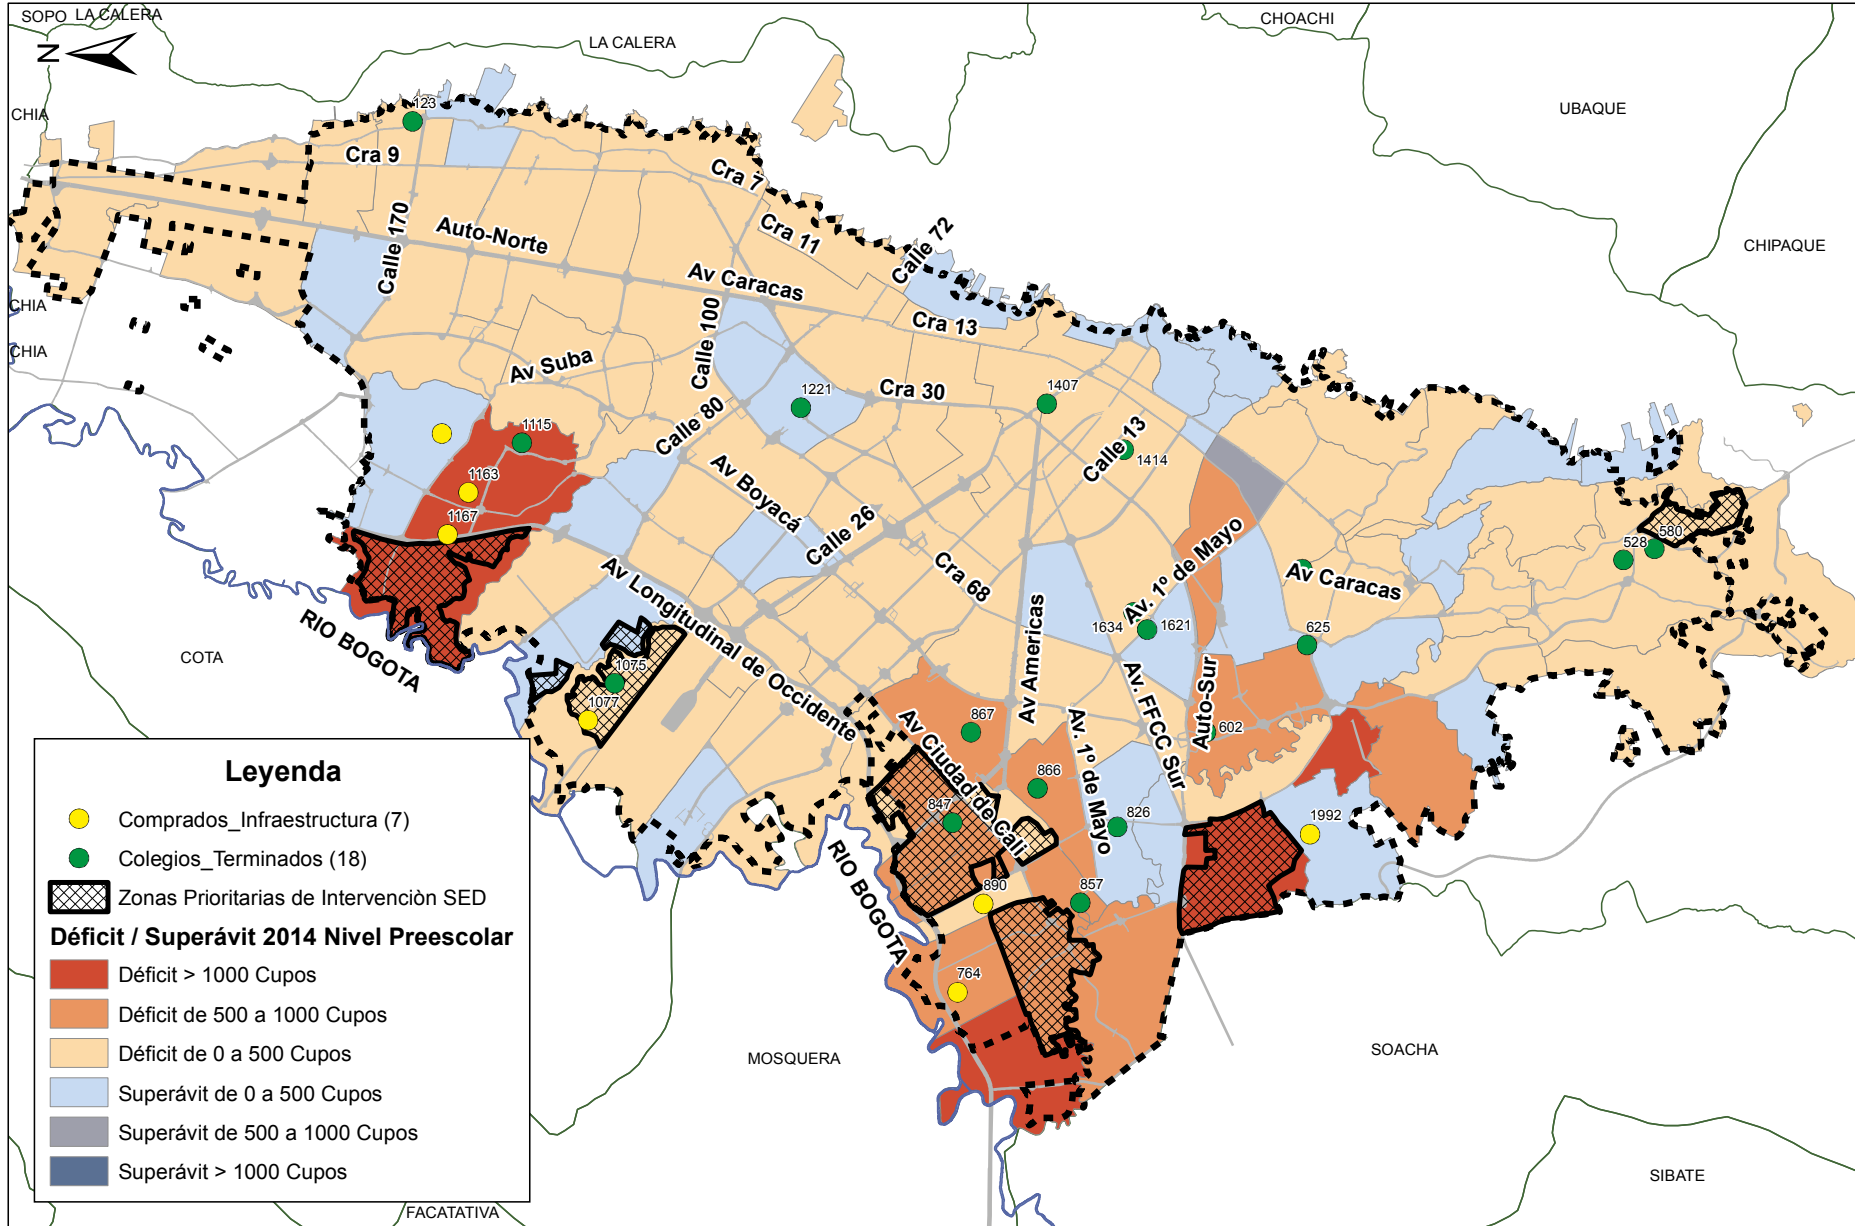 SOPO
LA CALERA
LA CALERA
CHOACHI
N
CHIA
UBAQUE
123
Cra 9
Cra 7
Cra 11
Calle 170
Auto-Norte
Calle 72
CHIPAQUE
Av Caracas
CHIA
Cra 13
Calle 100
CHIA
Av Suba
1221
Cra 30
1407
Calle 80
1115
Calle 13
1414
1163
Av Boyacá
1167
Calle 26
Av. 1º de Mayo
528
580
Av Longitudinal de Occidente
Cra 68
Av Caracas
RIO BOGOTA
COTA
Av Americas
1634
1621
625
1075
1077
Av. FFCC Sur
Auto-Sur
867
Av Ciudad de Cali
Av. 1º de Mayo
602
866
847
826
1992
RIO BOGOTA
890
857
764
MOSQUERA
SOACHA
SIBATE
FACATATIVA
Leyenda
Comprados_Infraestructura (7)
Colegios_Terminados (18)
Zonas Prioritarias de Intervenciòn SED
Déficit / Superávit 2014 Nivel Preescolar
Déficit > 1000 Cupos
Déficit de 500 a 1000 Cupos
Déficit de 0 a 500 Cupos
Superávit de 0 a 500 Cupos
Superávit de 500 a 1000 Cupos
Superávit > 1000 Cupos